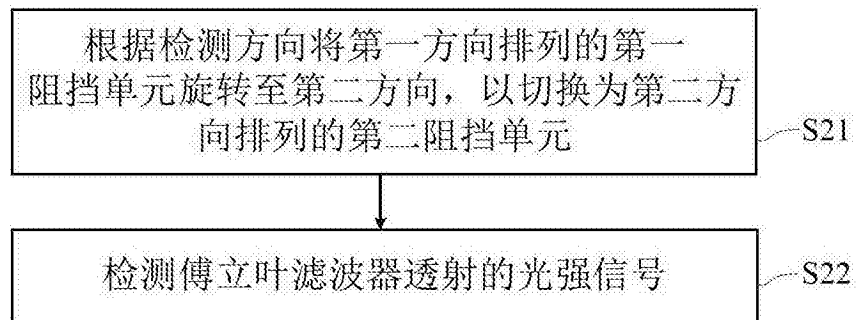 根据检测方向将第一方向排列的第一
阻挡单元旋转至第二方向，以切换为第二方
向排列的第二阻挡单元
S21
检测傅立叶滤波器透射的光强信号
S22